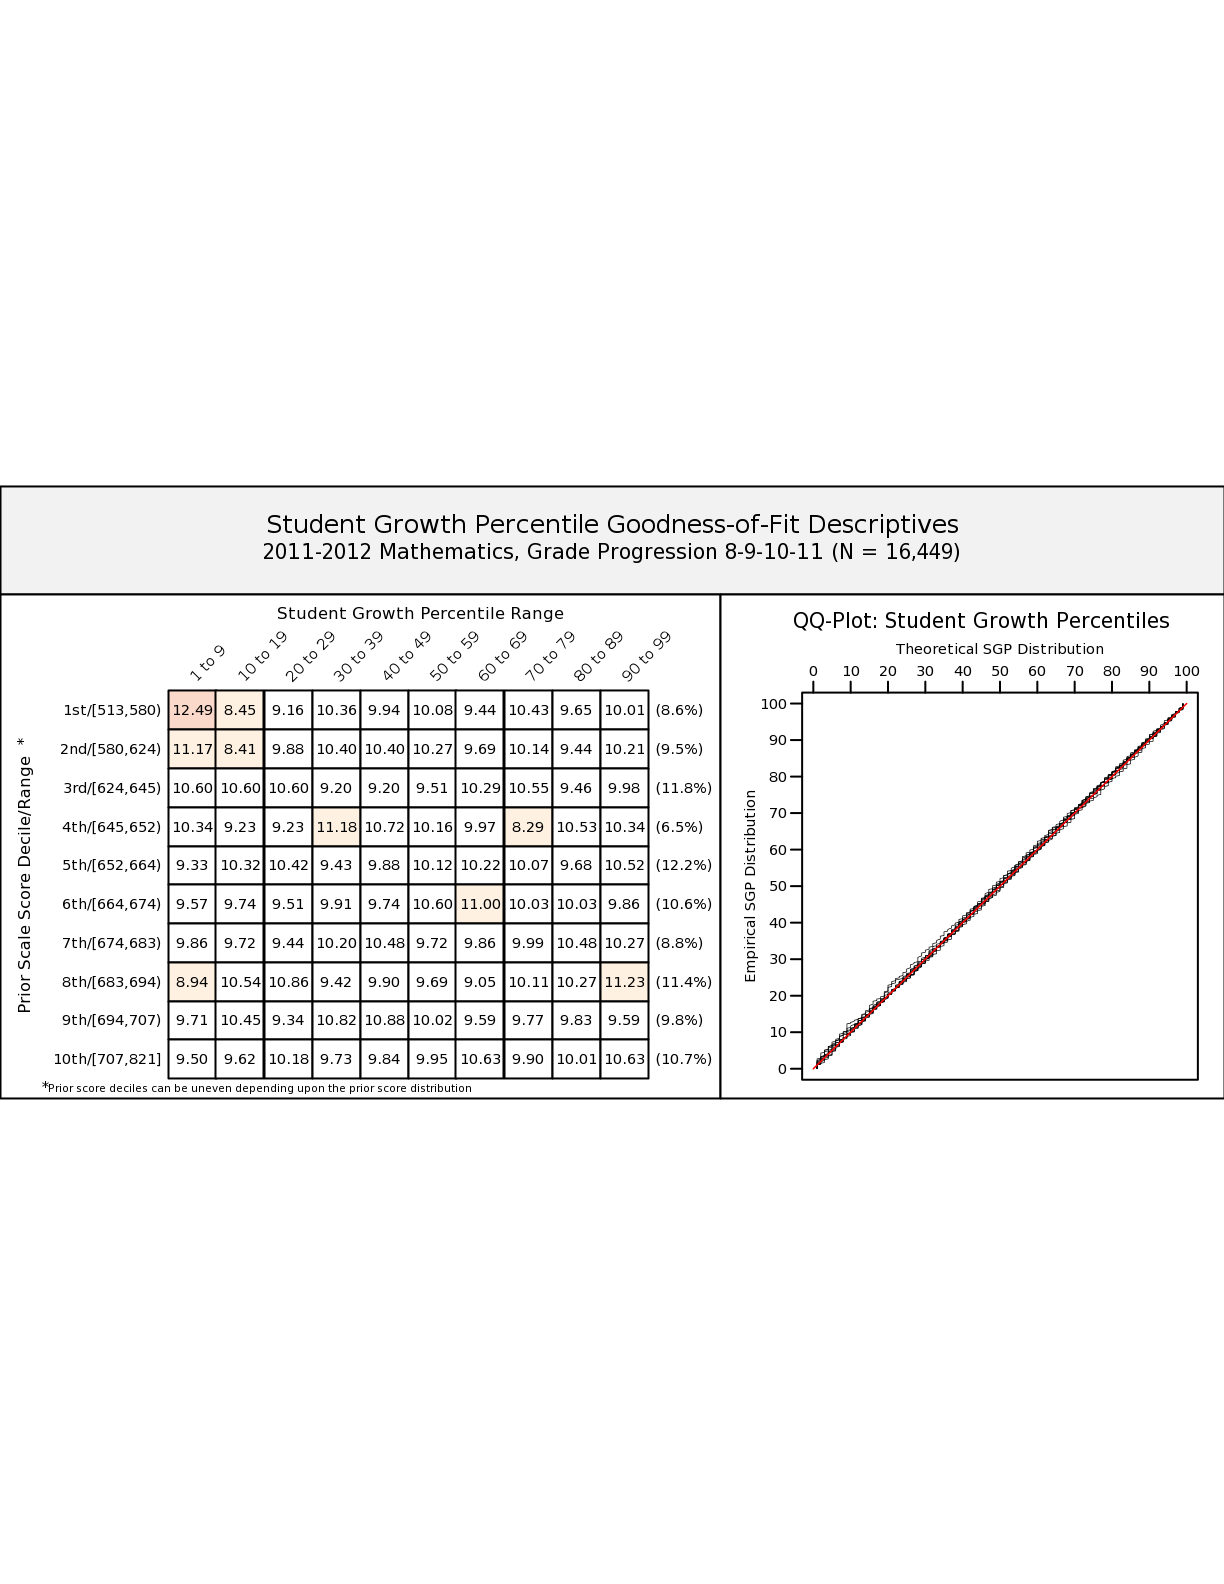 Student Growth Percentile Goodness-of-Fit Descriptives
2011-2012 Mathematics, Grade Progression 8-9-10-11 (N = 16,449)
Student Growth Percentile Range
1 to 9 10 to 19 20 to 29 30 to 39 40 to 49 50 to 59 60 to 69 70 to 79 80 to 89 90 to 99
Prior Scale Score Decile/Range *
1st/[513,580) 12.49 8.45 9.16 10.36 9.94 10.08 9.44 10.43 9.65 10.01 (8.6%)
2nd/[580,624) 11.17 8.41 9.88 10.40 10.40 10.27 9.69 10.14 9.44 10.21 (9.5%)
3rd/[624,645) 10.60 10.60 10.60 9.20 9.20 9.51 10.29 10.55 9.46 9.98 (11.8%)
4th/[645,652) 10.34 9.23 9.23 11.18 10.72 10.16 9.97 8.29 10.53 10.34 (6.5%)
5th/[652,664) 9.33 10.32 10.42 9.43 9.88 10.12 10.22 10.07 9.68 10.52 (12.2%)
6th/[664,674) 9.57 9.74 9.51 9.91 9.74 10.60 11.00 10.03 10.03 9.86 (10.6%)
7th/[674,683) 9.86 9.72 9.44 10.20 10.48 9.72 9.86 9.99 10.48 10.27 (8.8%)
8th/[683,694) 8.94 10.54 10.86 9.42 9.90 9.69 9.05 10.11 10.27 11.23 (11.4%)
9th/[694,707) 9.71 10.45 9.34 10.82 10.88 10.02 9.59 9.77 9.83 9.59 (9.8%)
10th/[707,821] 9.50 9.62 10.18 9.73 9.84 9.95 10.63 9.90 10.01 10.63 (10.7%)
*Prior score deciles can be uneven depending upon the prior score distribution
QQ-Plot: Student Growth Percentiles
Theoretical SGP Distribution
0 10 20 30 40 50 60 70 80 90 100
Empirical SGP Distribution
100
90
80
70
60
50
40
30
20
10
0